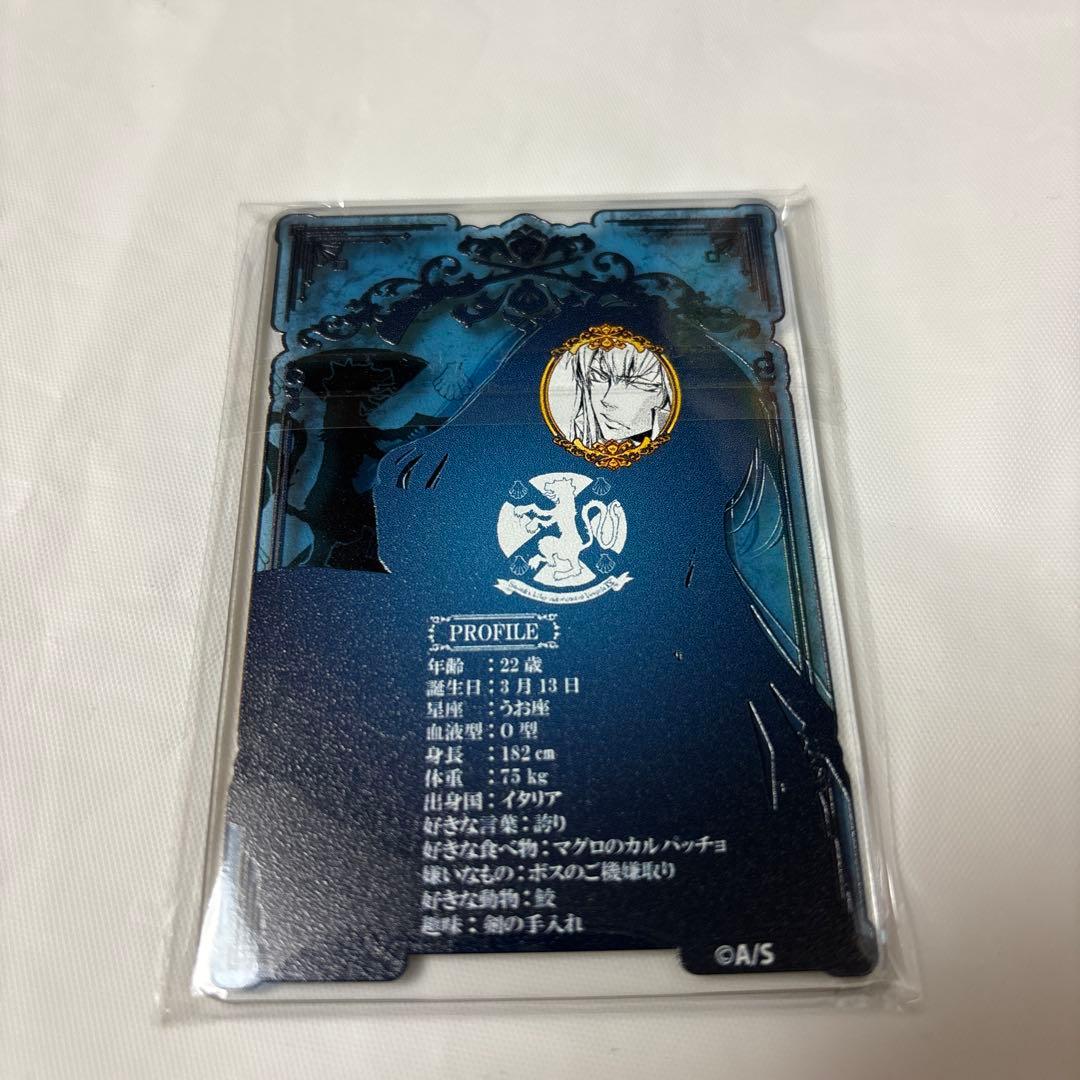 PROFILE
年齢 :22歳
誕生日:3月13日
星座 :うお座
血液型:O型
身長 :182cm
体重 :75kg
出身国:イタリア
好きな言葉:誇り
好きな食べ物:マグロのカルパッチョ
嫌いなもの:ボスのご機嫌取り
好きな動物:鮫
趣味:剣の手入れ
©A/S